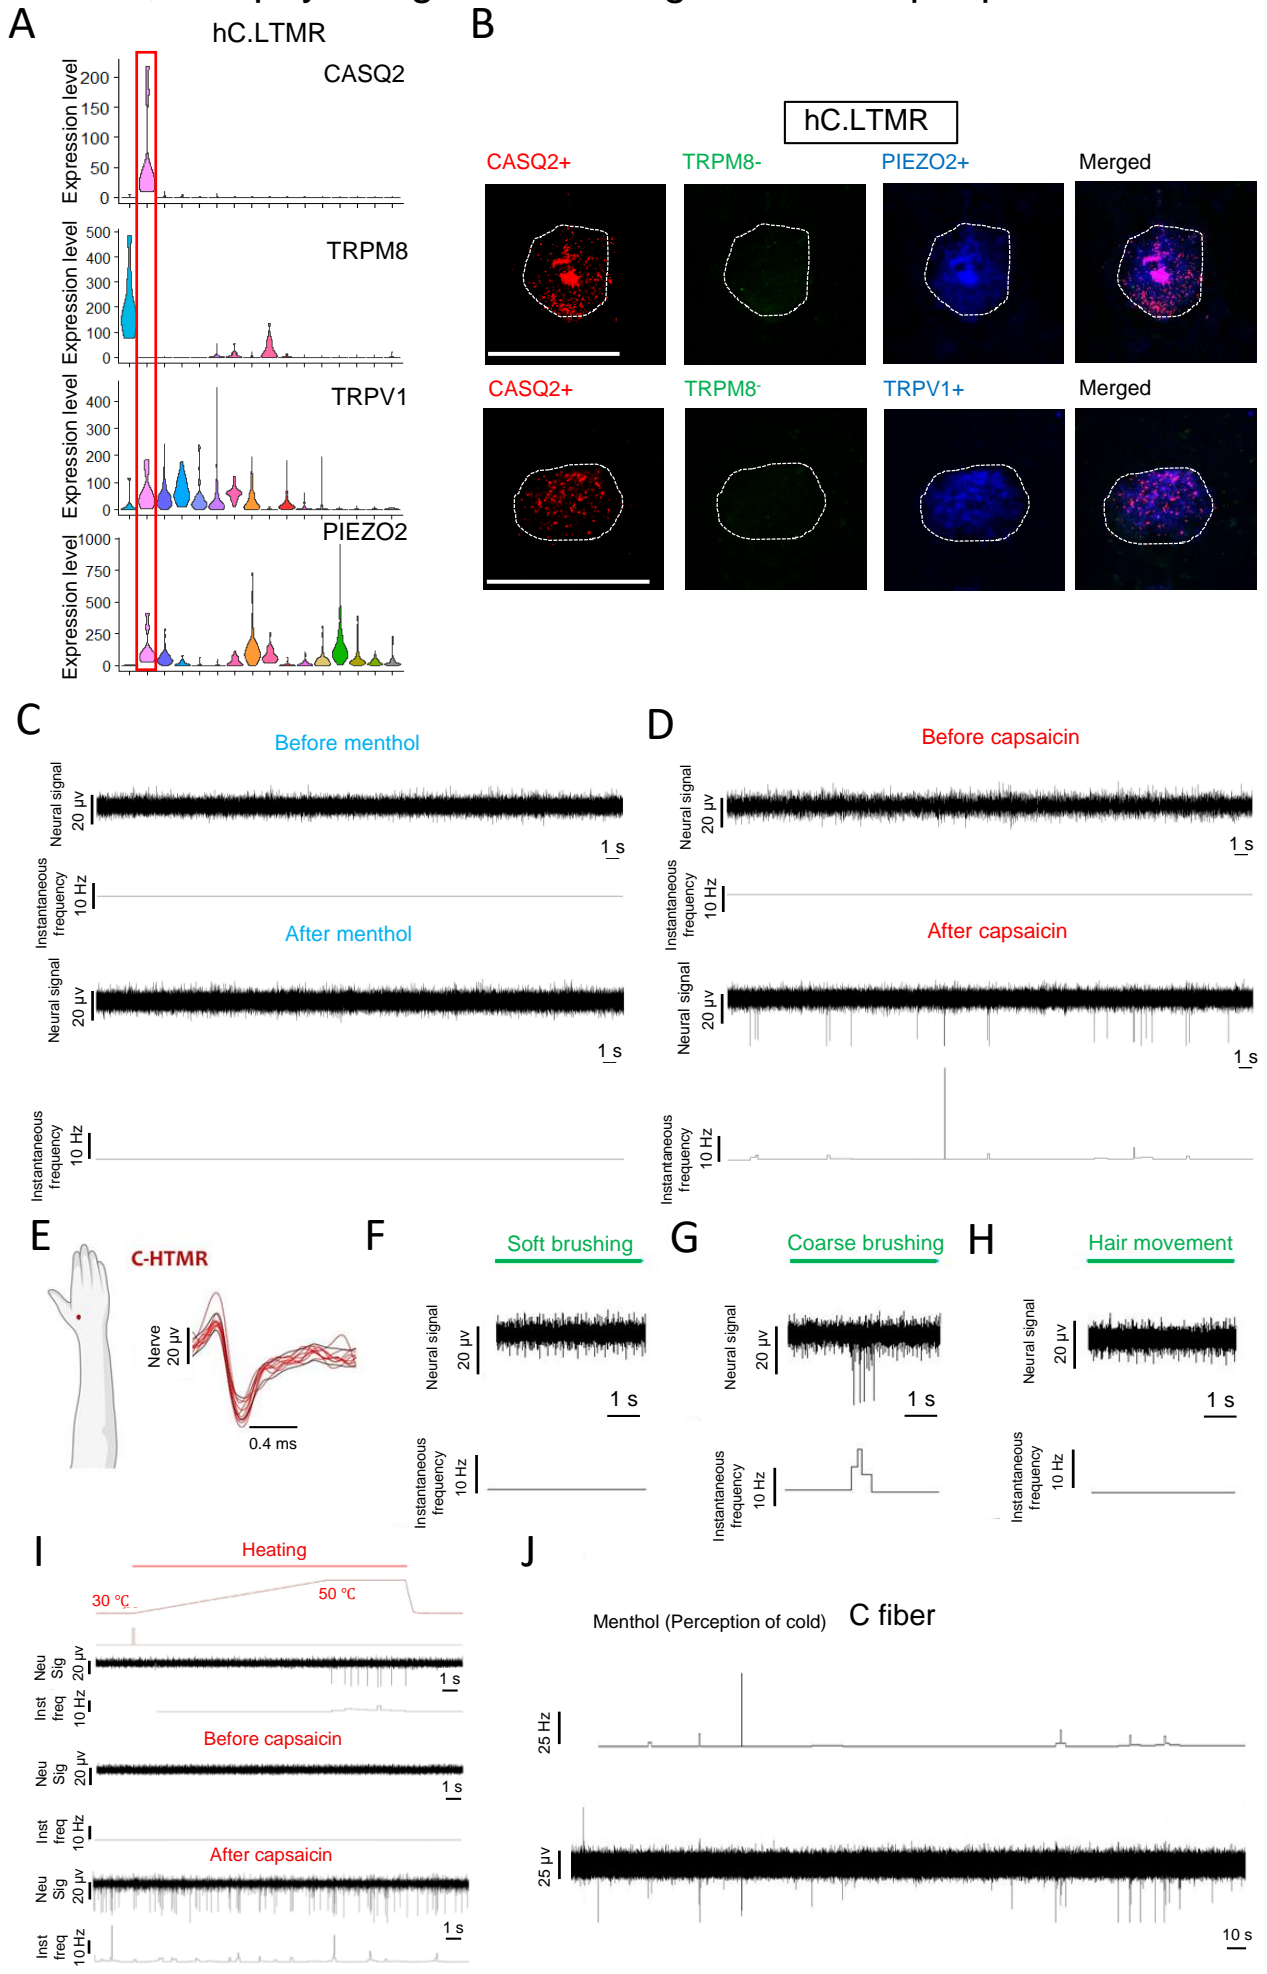 A
hC.LTMR
B
CASQ2
Expression level
200
150
100
50
0
TRPM8
Expression level
500
400
300
200
100
0
TRPV1
Expression level
400
300
200
100
0
PIEZO2
Expression level
1000
750
500
250
0
hC.LTMR
CASQ2+ TRPM8- PIEZO2+ Merged
CASQ2+ TRPM8- TRPV1+ Merged
C
Before menthol
Neural signal
20 μv
1 s
Instantaneous
frequency
10 Hz
After menthol
Neural signal
20 μv
1 s
Instantaneous
frequency
10 Hz
D
Before capsaicin
Neural signal
20 μv
1 s
Instantaneous
frequency
10 Hz
After capsaicin
Neural signal
20 μv
1 s
Instantaneous
frequency
10 Hz
E
C-HTMR
Nerve
20 μv
0.4 ms
F
Soft brushing
Neural signal
20 μv
1 s
Instantaneous
frequency
10 Hz
G
Coarse brushing
Neural signal
20 μv
1 s
Instantaneous
frequency
10 Hz
H
Hair movement
Neural signal
20 μv
1 s
Instantaneous
frequency
10 Hz
I
Heating
30 °C
50 °C
Neu
Sig
20 μv
1 s
Inst
freq
10 Hz
Before capsaicin
Neu
Sig
20 μv
1 s
Inst
freq
10 Hz
After capsaicin
Neu
Sig
20 μv
1 s
Inst
freq
10 Hz
J
Menthol (Perception of cold) C fiber
25 Hz
25 μv
10 s